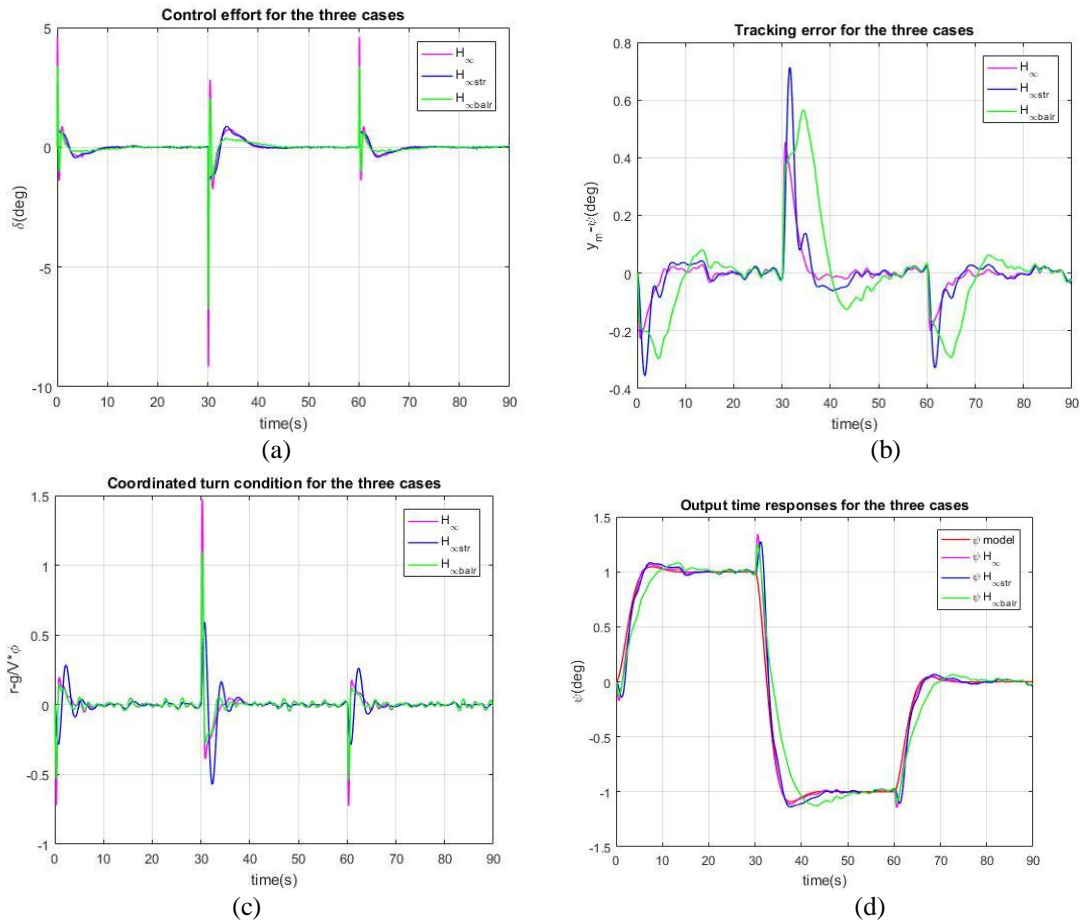 Control effort for the three cases
5
0
-5
-10
δ(deg)
0 10 20 30 40 50 60 70 80 90
time(s)
H∞
H∞str
H∞balr
(a)
Tracking error for the three cases
0.8
0.6
0.4
0.2
0
-0.2
-0.4
y_m-ψ(deg)
0 10 20 30 40 50 60 70 80 90
time(s)
H∞
H∞str
H∞balr
(b)
Coordinated turn condition for the three cases
1.5
1
0.5
0
-0.5
-1
r-g/V*ϕ
0 10 20 30 40 50 60 70 80 90
time(s)
H∞
H∞str
H∞balr
(c)
Output time responses for the three cases
1.5
1
0.5
0
-0.5
-1
-1.5
ψ(deg)
0 10 20 30 40 50 60 70 80 90
time(s)
ψ model
ψ H∞
ψ H∞str
ψ H∞balr
(d)